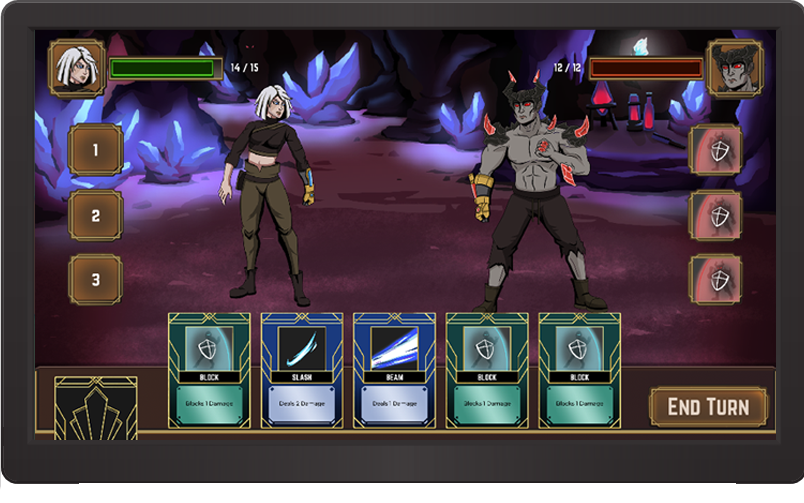 14 / 15
12 / 12
1
2
3
BLOCK
SLASH
BEAM
BLOCK
BLOCK
Blocks 1 Damage
Deals 2 Damage
Deals 1 Damage
Blocks 1 Damage
Blocks 1 Damage
END TURN